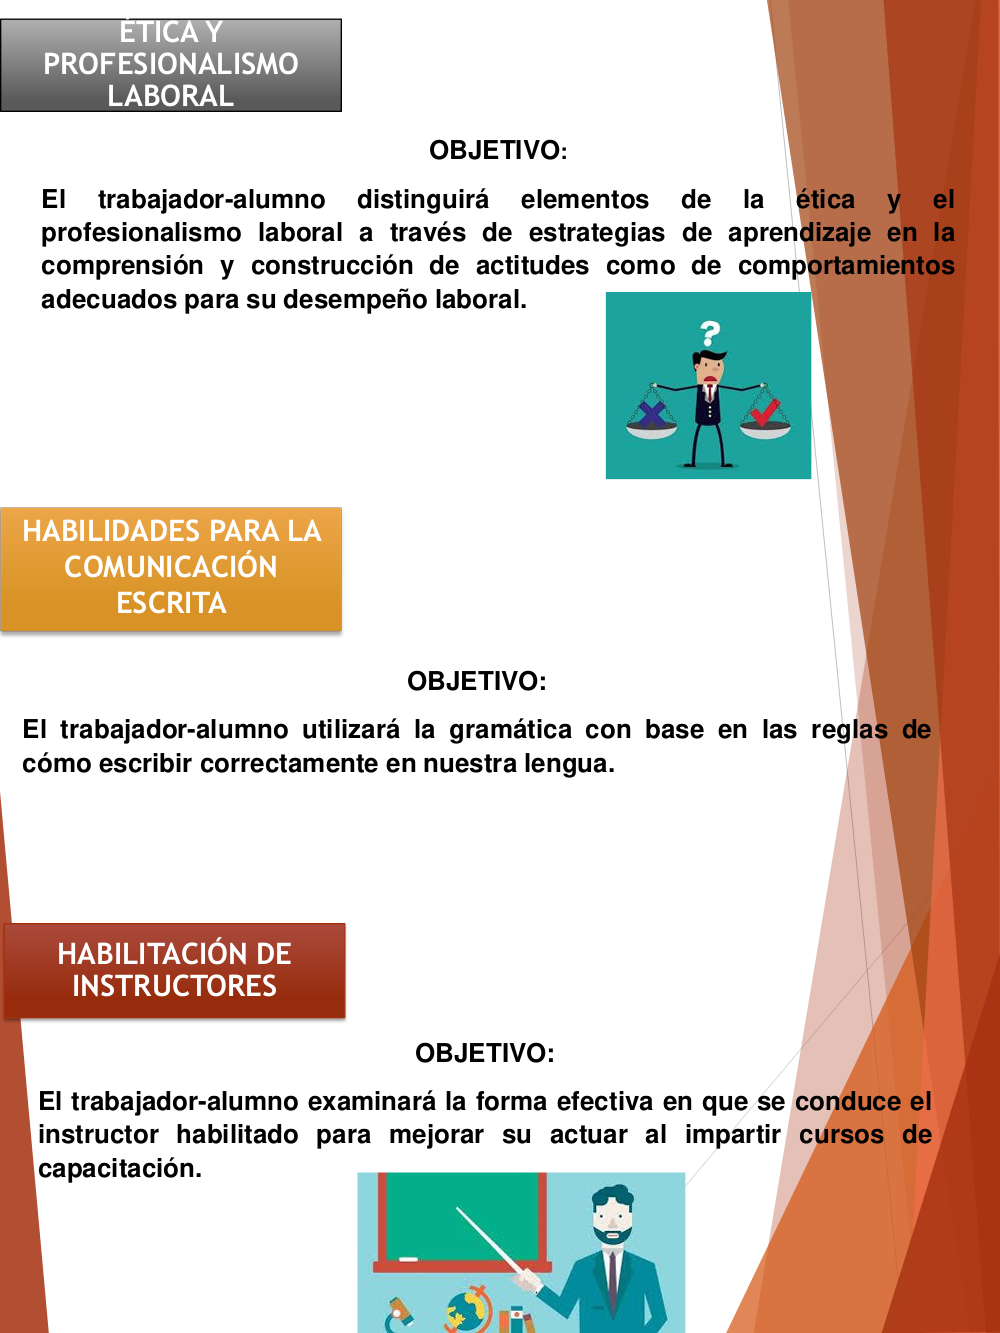 ÉTICA Y
PROFESIONALISMO
LABORAL
OBJETIVO:
El trabajador-alumno distinguirá elementos de la ética y el
profesionalismo laboral a través de estrategias de aprendizaje en la
comprensión y construcción de actitudes como de comportamientos
adecuados para su desempeño laboral.
?
HABILIDADES PARA LA
COMUNICACIÓN
ESCRITA
OBJETIVO:
El trabajador-alumno utilizará la gramática con base en las reglas de
cómo escribir correctamente en nuestra lengua.
HABILITACIÓN DE
INSTRUCTORES
OBJETIVO:
El trabajador-alumno examinará la forma efectiva en que se conduce el
instructor habilitado para mejorar su actuar al impartir cursos de
capacitación.